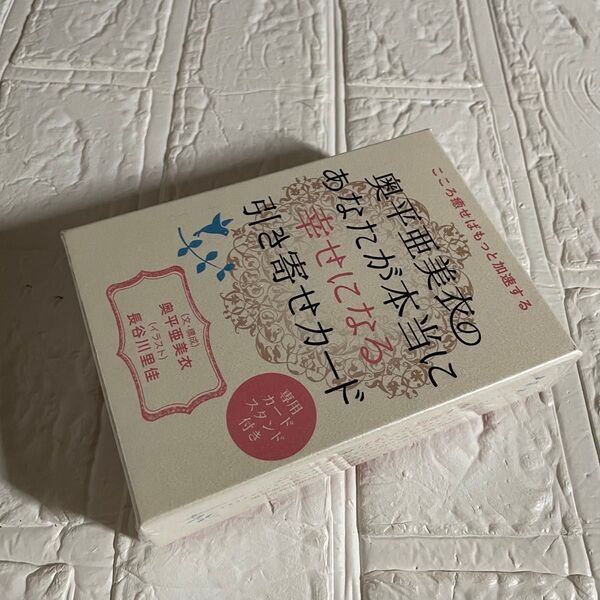 こころ癒せばもっと加速する
奥平亜美衣の
あなたが本当に
幸せになる
引き寄せカード
(文・構成)
奥平亜美衣
(イラスト)
長谷川里佳
専用
カード
スタンド
付き